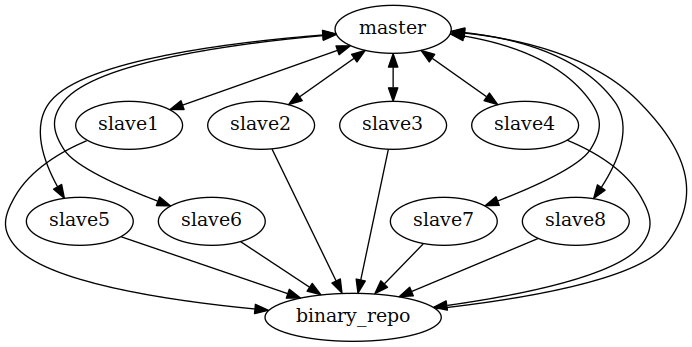 master
slave1 slave2 slave3 slave4
slave5 slave6 slave7 slave8
binary_repo